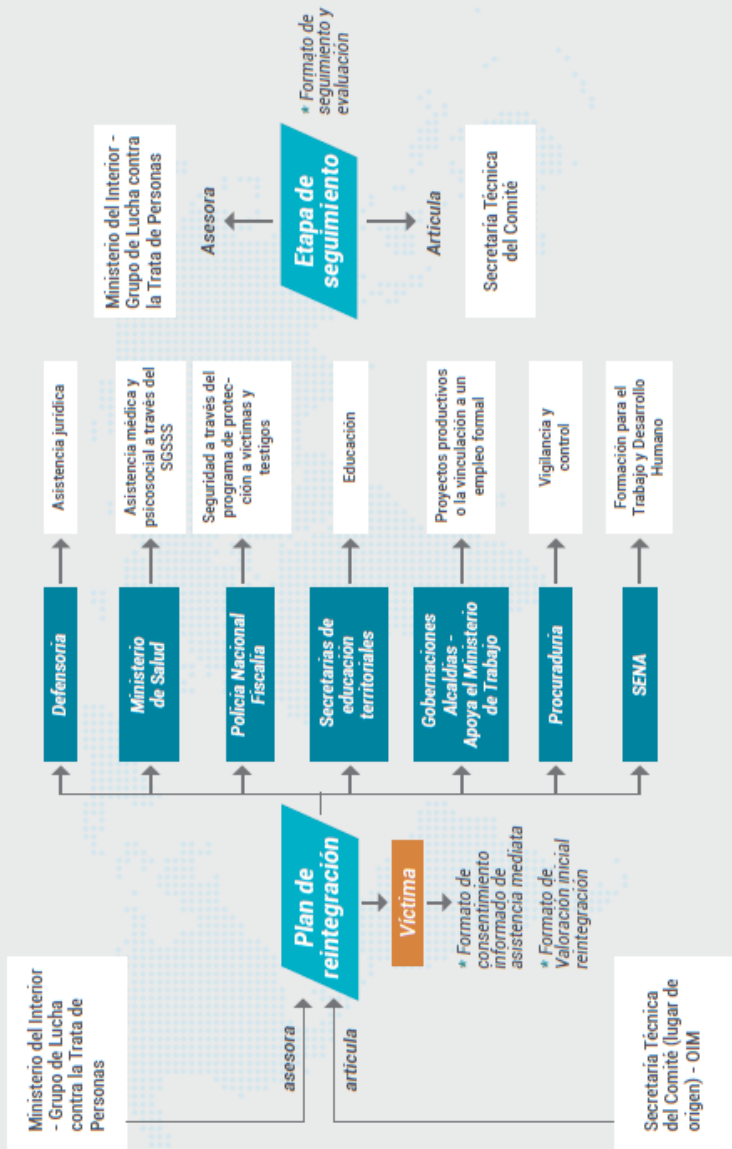 Ministerio del Interior
- Grupo de Lucha
contra la Trata de
Personas
asesora
articula
Secretaría Técnica
del Comité (lugar de
origen) - OIM
Plan de
reintegración
Víctima
* Formato de
consentimiento
informado de
asistencia mediata
* Formato de
Valoración inicial
reintegración
Defensoría
Asistencia jurídica
Ministerio
de Salud
Asistencia médica y
psicosocial a través del
SGSSS
Policía Nacional
Fiscalía
Seguridad a través del
programa de protec-
ción a víctimas y
testigos
Secretarias de
educación
territoriales
Educación
Gobernaciones
Alcaldías -
Apoya el Ministerio
de Trabajo
Proyectos productivos
o la vinculación a un
empleo formal
Procuraduría
Vigilancia y
control
SENA
Formación para el
Trabajo y Desarrollo
Humano
Ministerio del Interior -
Grupo de Lucha contra
la Trata de Personas
Asesora
Etapa de
seguimiento
* Formato de
seguimiento y
evaluación
Articula
Secretaría Técnica
del Comité